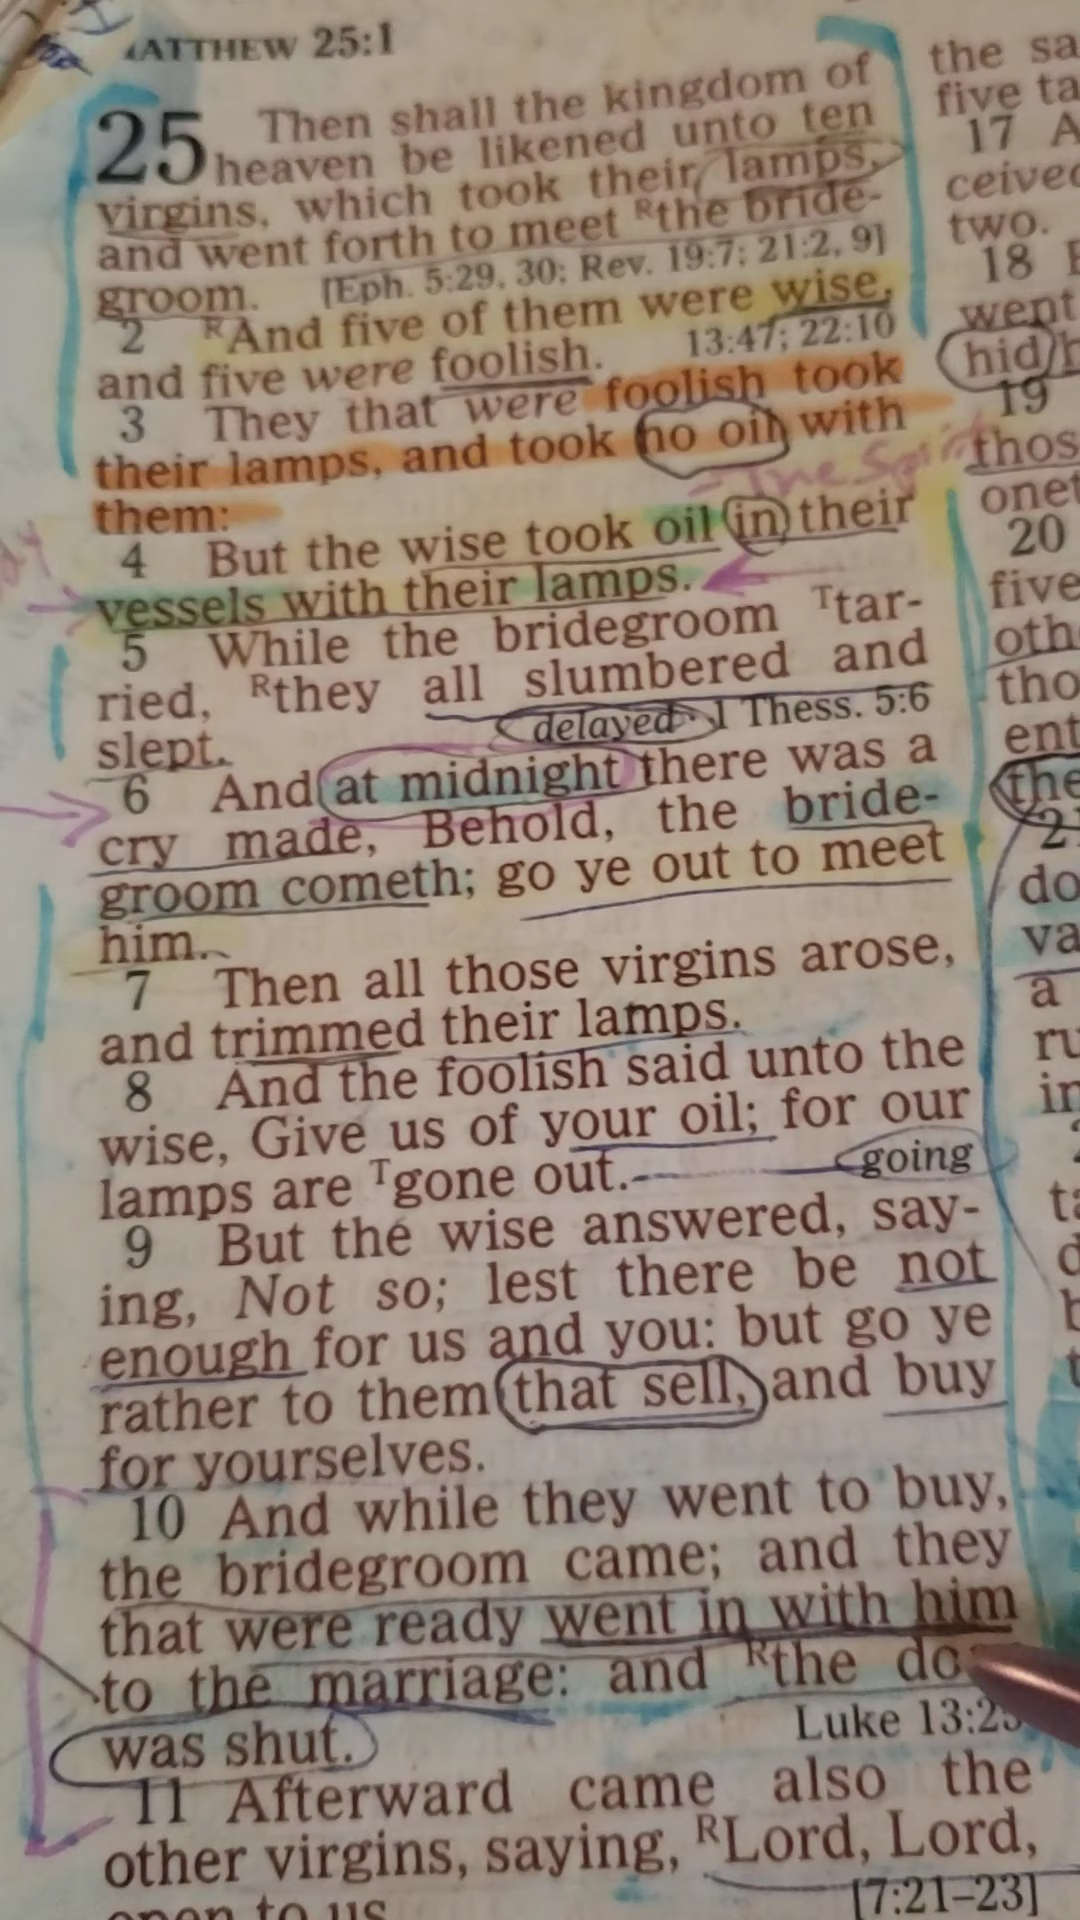 MATTHEW 25:1
25 Then shall the kingdom of
heaven be likened unto ten
virgins, which took their lamps,
and went forth to meet ᴿthe bride-
groom. [Eph. 5:29, 30; Rev. 19:7; 21:2, 9]
2 ᴿAnd five of them were wise,
and five were foolish. 13:47; 22:10
3 They that were foolish took
their lamps, and took no oil with
them:
The Spirit
4 But the wise took oil in their
vessels with their lamps.
5 While the bridegroom ᵀtar-
ried, ᴿthey all slumbered and
slept. delayed · I Thess. 5:6
6 And at midnight there was a
cry made, Behold, the bride-
groom cometh; go ye out to meet
him.
7 Then all those virgins arose,
and trimmed their lamps.
8 And the foolish said unto the
wise, Give us of your oil; for our
lamps are ᵀgone out. going
9 But the wise answered, say-
ing, Not so; lest there be not
enough for us and you: but go ye
rather to them that sell, and buy
for yourselves.
10 And while they went to buy,
the bridegroom came; and they
that were ready went in with him
to the marriage: and ᴿthe do
was shut. Luke 13:25
11 Afterward came also the
other virgins, saying, ᴿLord, Lord,
open to us. [7:21–23]
the sa
five ta
17 A
ceived
two.
18
went
hid h
19
thos
onet
20
five
oth
tho
ent
the
21
do
va
a
ru
in